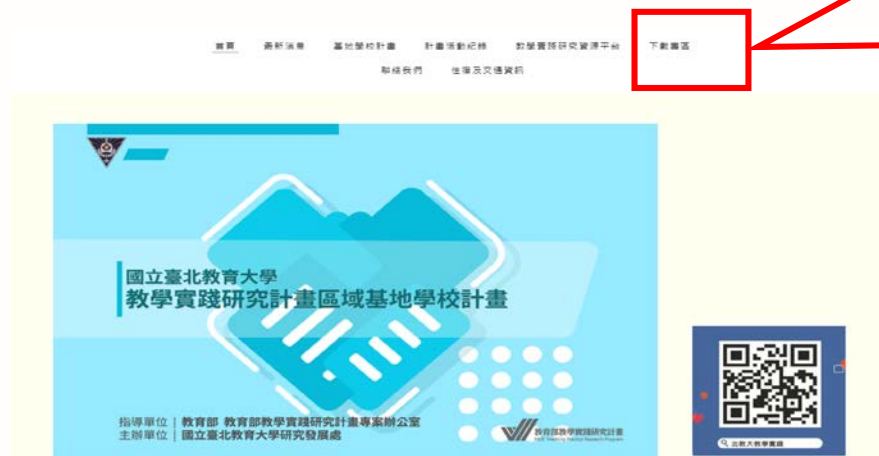 首頁 最新消息 基地學校計畫 計畫活動紀錄 教學實踐研究資源平台 下載專區
聯絡我們 住宿及交通資訊
國立臺北教育大學
教學實踐研究計畫區域基地學校計畫
指導單位 | 教育部 教育部教學實踐研究計畫專案辦公室
主辦單位 | 國立臺北教育大學研究發展處
教育部教學實踐研究計畫
MOE Teaching Practice Research Program
北教大教學實踐